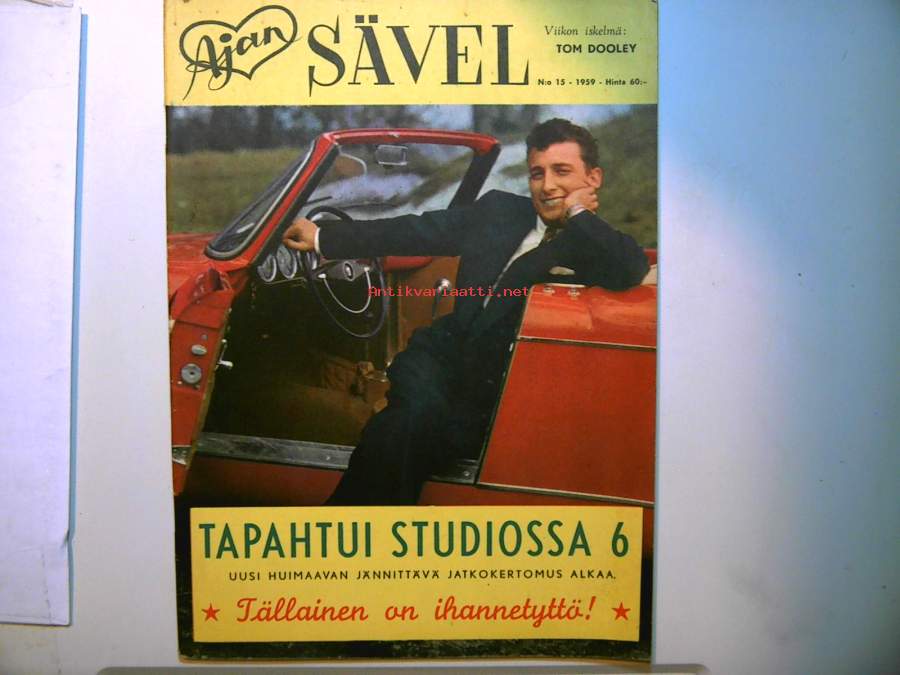 Ajan
SÄVEL
Viikon iskelmä:
TOM DOOLEY
N:o 15 - 1959 - Hinta 60:-
Antikvariaatti.net
TAPAHTUI STUDIOSSA 6
UUSI HUIMAAVAN JÄNNITTÄVÄ JATKOKERTOMUS ALKAA.
★ Tällainen on ihannetyttö! ★